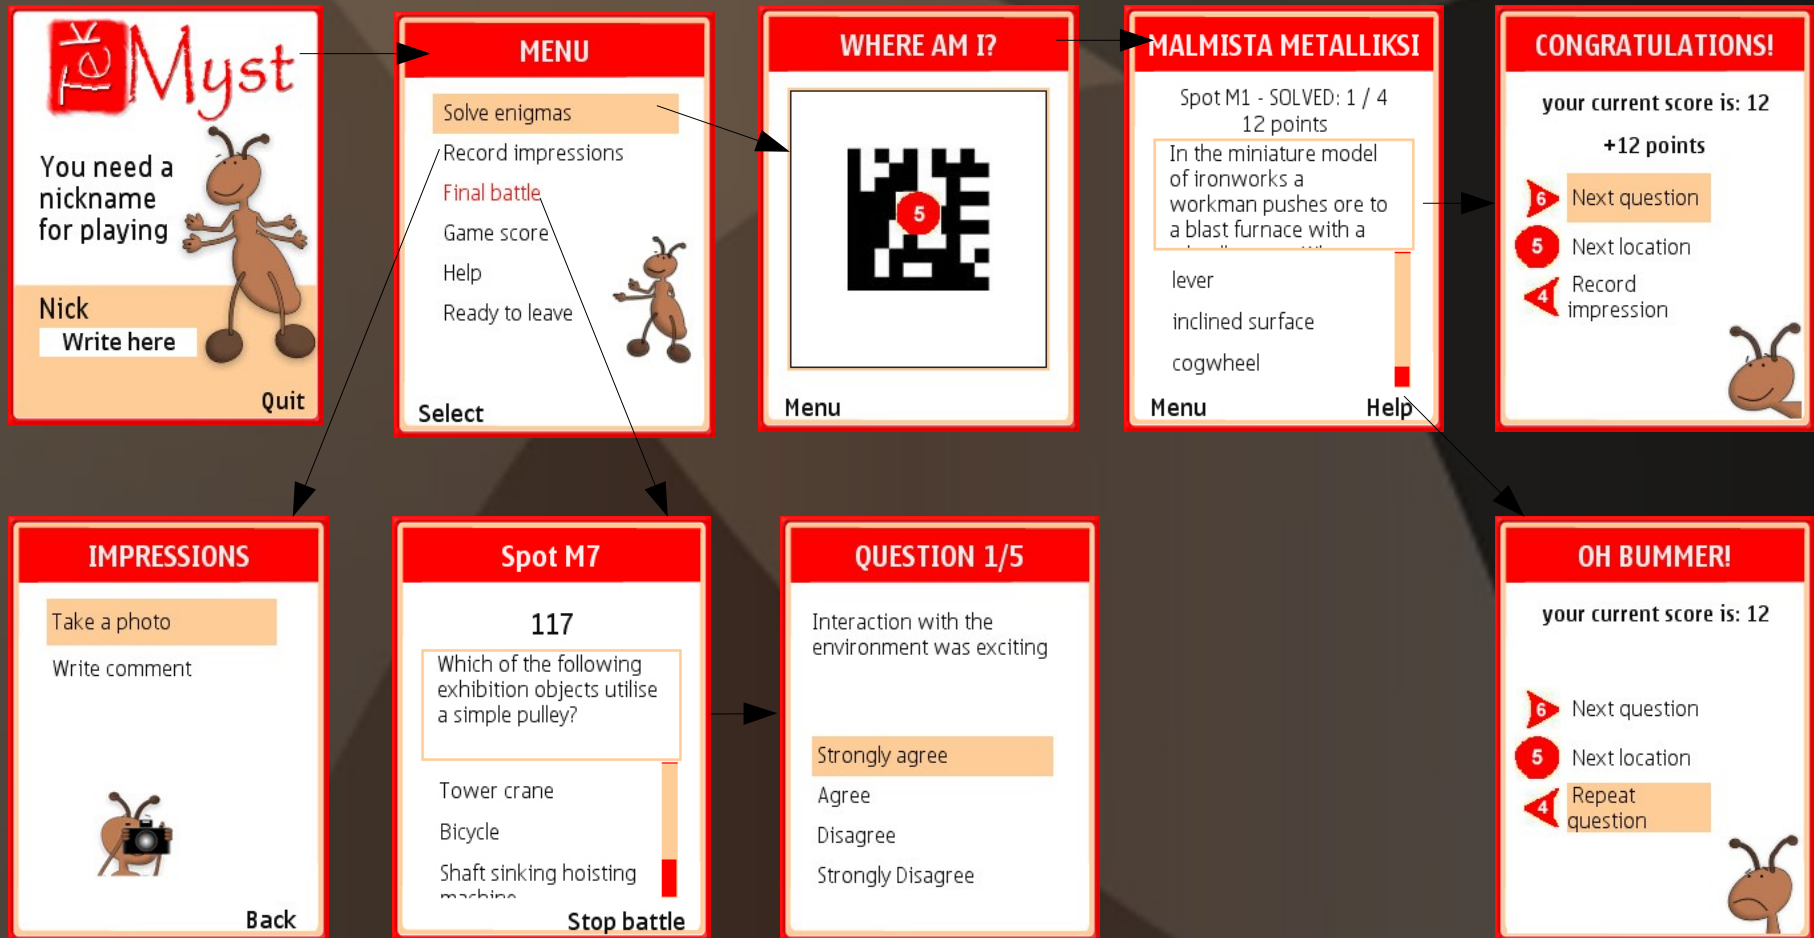 TeK
Myst
You need a
nickname
for playing
Nick
Write here
Quit
MENU
Solve enigmas
Record impressions
Final battle
Game score
Help
Ready to leave
Select
WHERE AM I?
5
Menu
MALMISTA METALLIKSI
Spot M1 - SOLVED: 1 / 4
12 points
In the miniature model
of ironworks a
workman pushes ore to
a blast furnace with a
lever
inclined surface
cogwheel
Menu
Help
CONGRATULATIONS!
your current score is: 12
+12 points
6 Next question
5 Next location
4 Record
impression
IMPRESSIONS
Take a photo
Write comment
Back
Spot M7
117
Which of the following
exhibition objects utilise
a simple pulley?
Tower crane
Bicycle
Shaft sinking hoisting
machine
Stop battle
QUESTION 1/5
Interaction with the
environment was exciting
Strongly agree
Agree
Disagree
Strongly Disagree
OH BUMMER!
your current score is: 12
6 Next question
5 Next location
4 Repeat
question